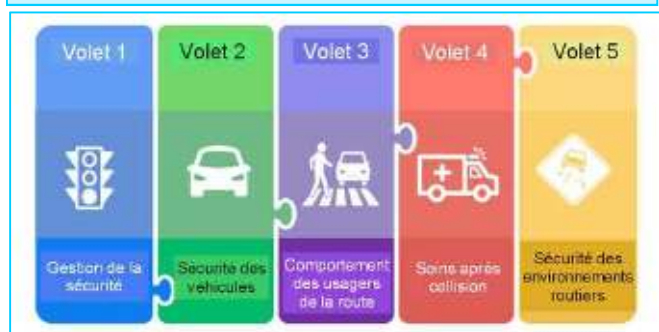 Volet 1
Gestion de la
sécurité
Volet 2
Sécurité des
véhicules
Volet 3
Comportement
des usagers
de la route
Volet 4
Soins après
collision
Volet 5
Sécurité des
environnements
routiers